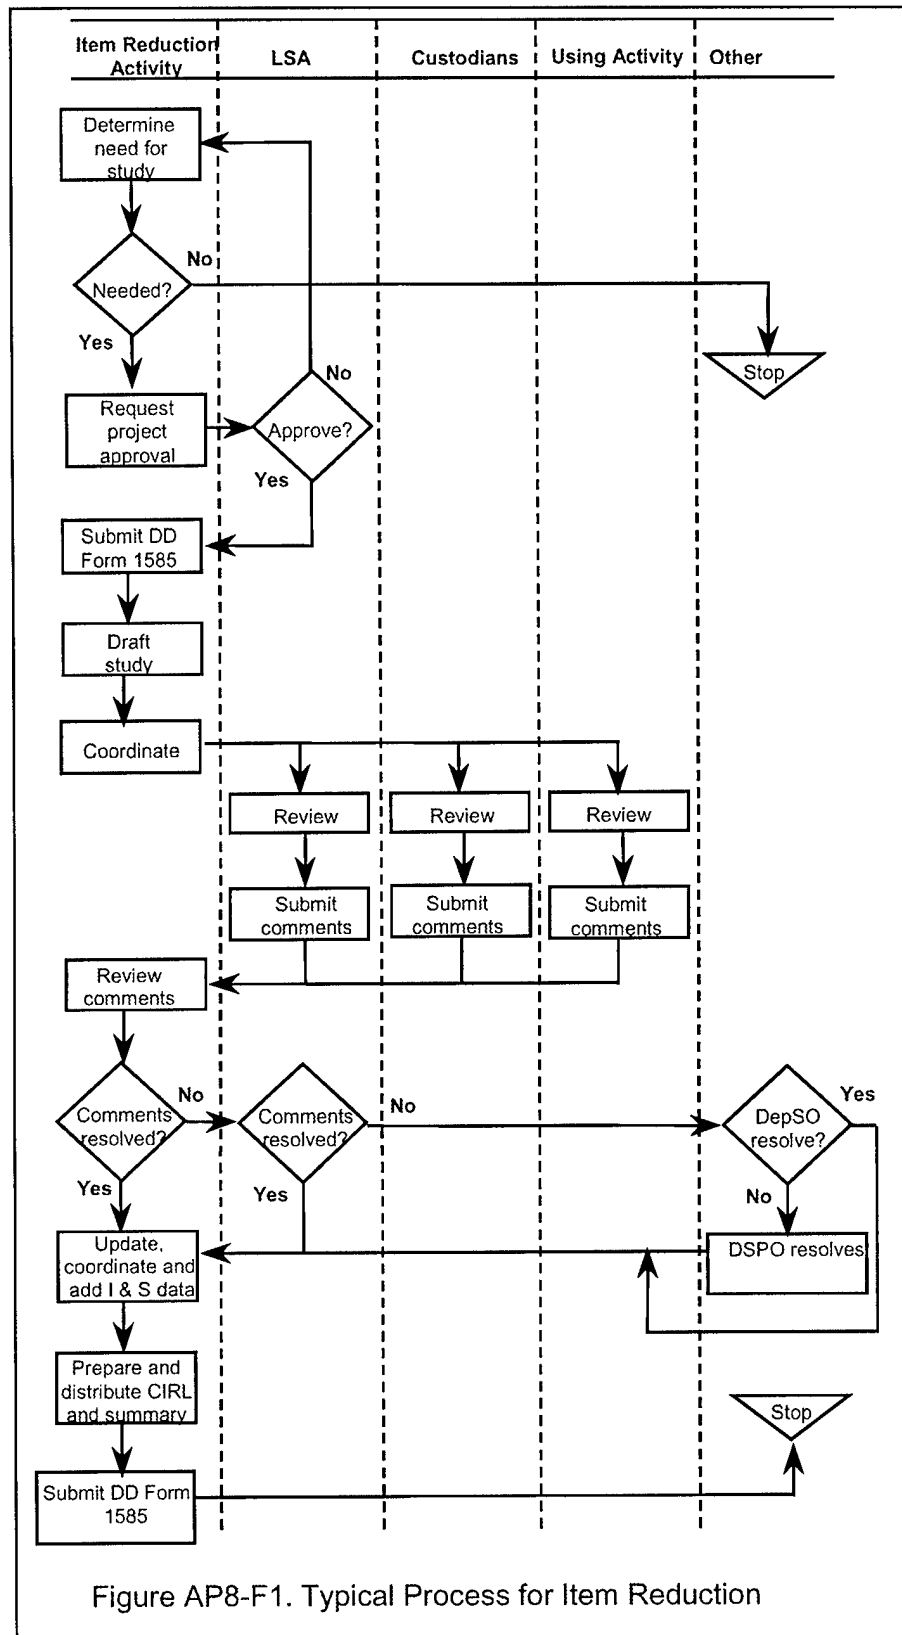 Item Reduction
Activity
LSA
Custodians
Using Activity
Other
Determine
need for
study
No
Needed?
Yes
Stop
No
Request
project
approval
Approve?
Yes
Submit DD
Form 1585
Draft
study
Coordinate
Review
Review
Review
Submit
comments
Submit
comments
Submit
comments
Review
comments
Comments
resolved?
No
Comments
resolved?
No
DepSO
resolve?
Yes
Yes
Yes
No
Update,
coordinate and
add I & S data
DSPO resolves
Prepare and
distribute CIRL
and summary
Stop
Submit DD Form
1585
Figure AP8-F1. Typical Process for Item Reduction